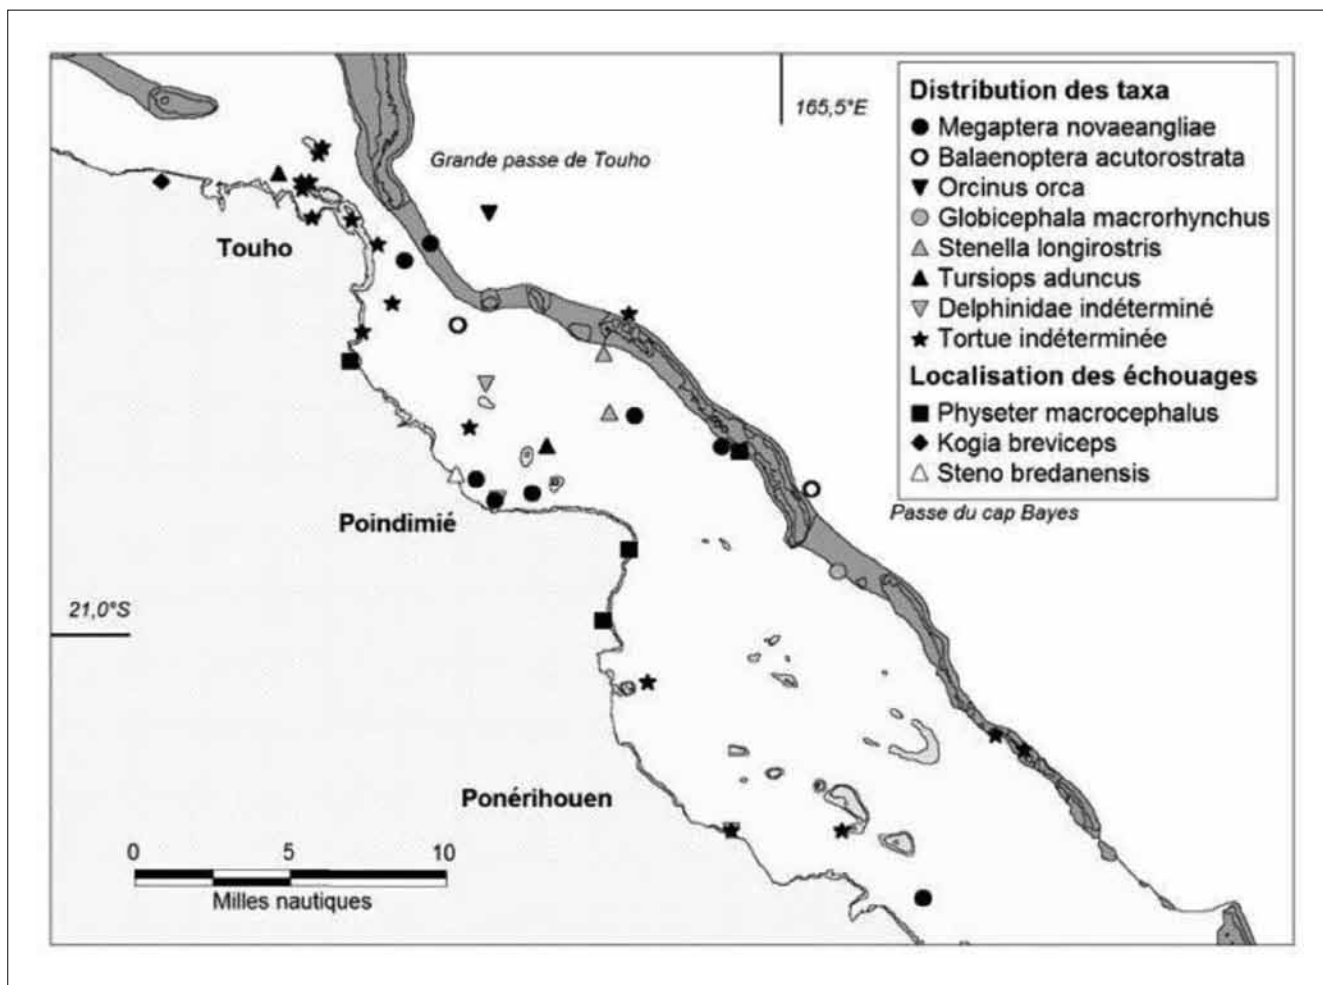 165,5°E
Grande passe de Touho
Distribution des taxa
Megaptera novaeangliae
Balaenoptera acutorostrata
Orcinus orca
Globicephala macrorhynchus
Stenella longirostris
Tursiops aduncus
Delphinidae indéterminé
Tortue indéterminée
Localisation des échouages
Physeter macrocephalus
Kogia breviceps
Steno bredanensis
Touho
Poindimié
Passe du cap Bayes
21,0°S
Ponérihouen
0 5 10
Milles nautiques